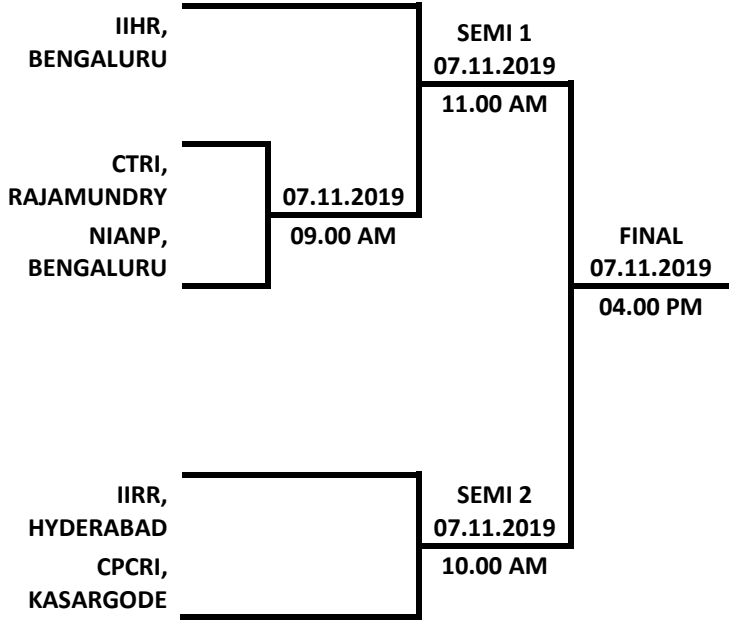 IIHR,
BENGALURU
SEMI 1
07.11.2019
11.00 AM
CTRI,
RAJAMUNDRY
07.11.2019
09.00 AM
NIANP,
BENGALURU
FINAL
07.11.2019
04.00 PM
IIRR,
HYDERABAD
SEMI 2
07.11.2019
10.00 AM
CPCRI,
KASARGODE